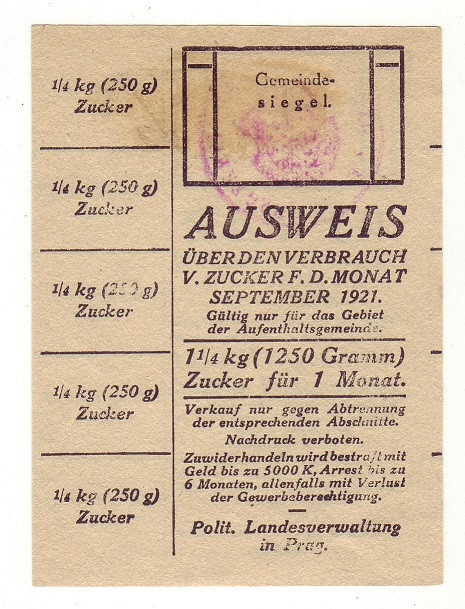 1/4 kg (250 g)
Zucker
1/4 kg (250 g)
Zucker
1/4 kg (250 g)
Zucker
1/4 kg (250 g)
Zucker
1/4 kg (250 g)
Zucker
Gemeinde-
siegel.
AUSWEIS
ÜBER DEN VERBRAUCH
V. ZUCKER F. D. MONAT
SEPTEMBER 1921.
Gültig nur für das Gebiet
der Aufenthaltsgemeinde.
1 1/4 kg (1250 Gramm)
Zucker für 1 Monat.
Verkauf nur gegen Abtrennung
der entsprechenden Abschnitte.
Nachdruck verboten.
Zuwiderhandeln wird bestraft mit
Geld bis zu 5000 K, Arrest bis zu
6 Monaten, allenfalls mit Verlust
der Gewerbeberechtigung.
Polit. Landesverwaltung
in Prag.